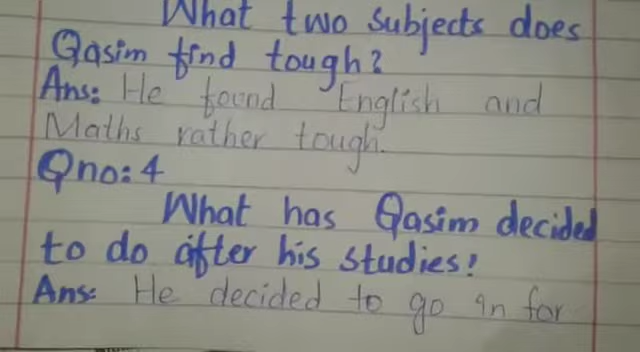 What two subjects does
Qasim find tough?
Ans: He found English and
Maths rather tough.
Qno:4
What has Qasim decided
to do after his studies?
Ans: He decided to go in for